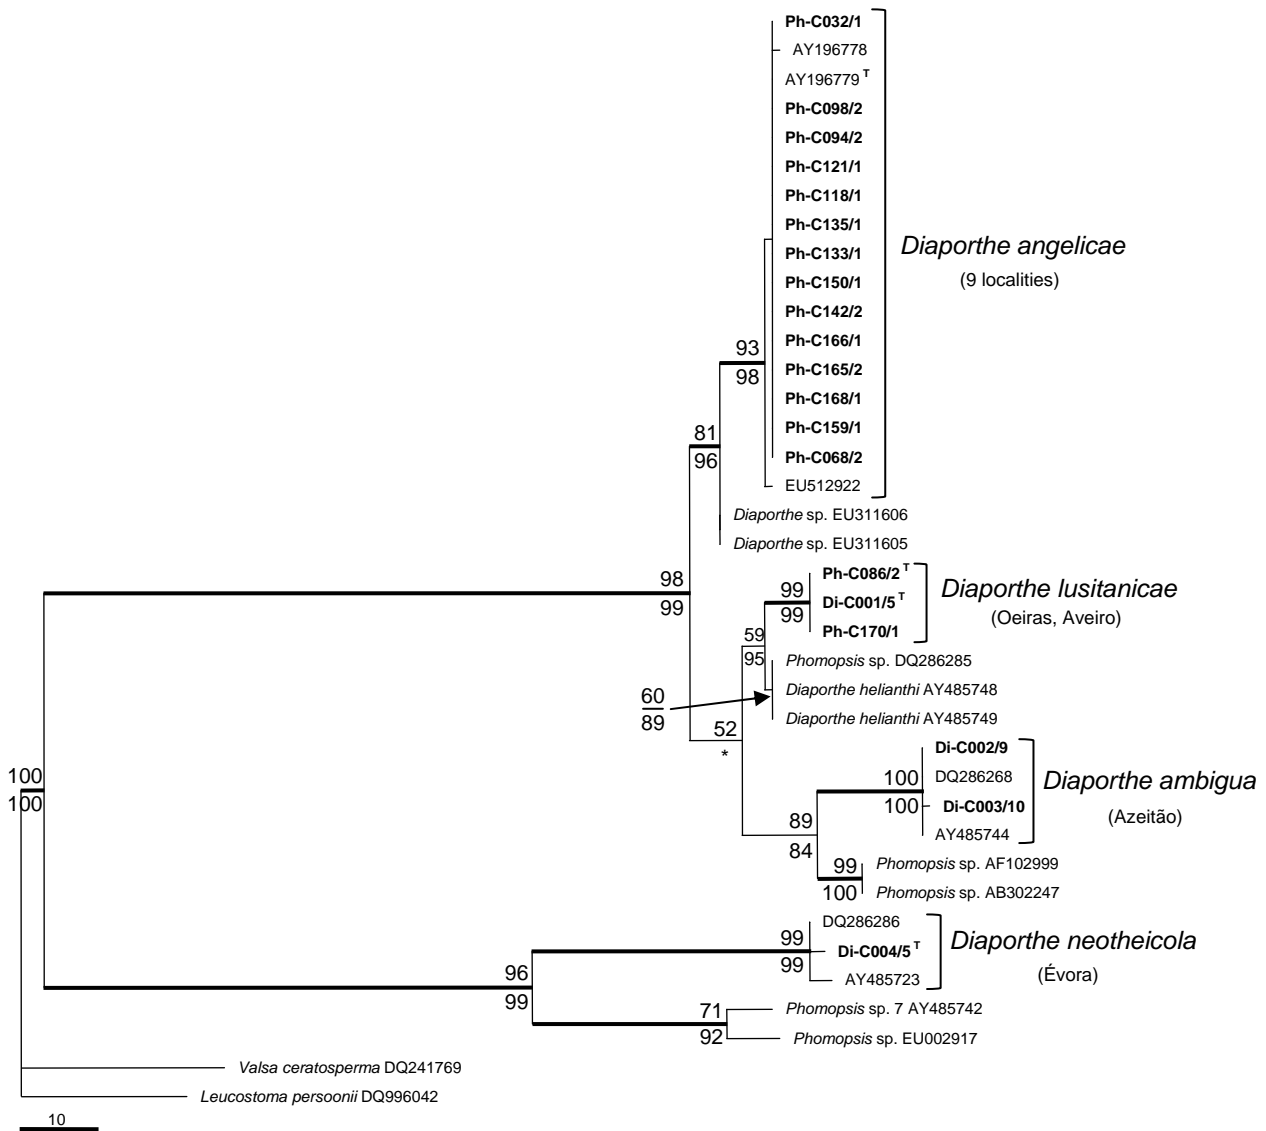 Ph-C032/1
AY196778
AY196779 T
Ph-C098/2
Ph-C094/2
Ph-C121/1
Ph-C118/1
Ph-C135/1
Diaporthe angelicae
Ph-C133/1
(9 localities)
Ph-C150/1
Ph-C142/2
Ph-C166/1
93
Ph-C165/2
98
Ph-C168/1
Ph-C159/1
81
Ph-C068/2
96
EU512922
Diaporthe sp. EU311606
Diaporthe sp. EU311605
98
99
Ph-C086/2 T
99
Di-C001/5 T
99
Diaporthe lusitanicae
(Oeiras, Aveiro)
Ph-C170/1
59
95
Phomopsis sp. DQ286285
Diaporthe helianthi AY485748
60
89
Diaporthe helianthi AY485749
52
*
Di-C002/9
100
DQ286268
100
Diaporthe ambigua
Di-C003/10
(Azeitão)
89
AY485744
84
99
Phomopsis sp. AF102999
100
Phomopsis sp. AB302247
100
100
DQ286286
99
Di-C004/5 T
99
Diaporthe neotheicola
96
AY485723
(Évora)
99
71
Phomopsis sp. 7 AY485742
92
Phomopsis sp. EU002917
Valsa ceratosperma DQ241769
Leucostoma persoonii DQ996042
10